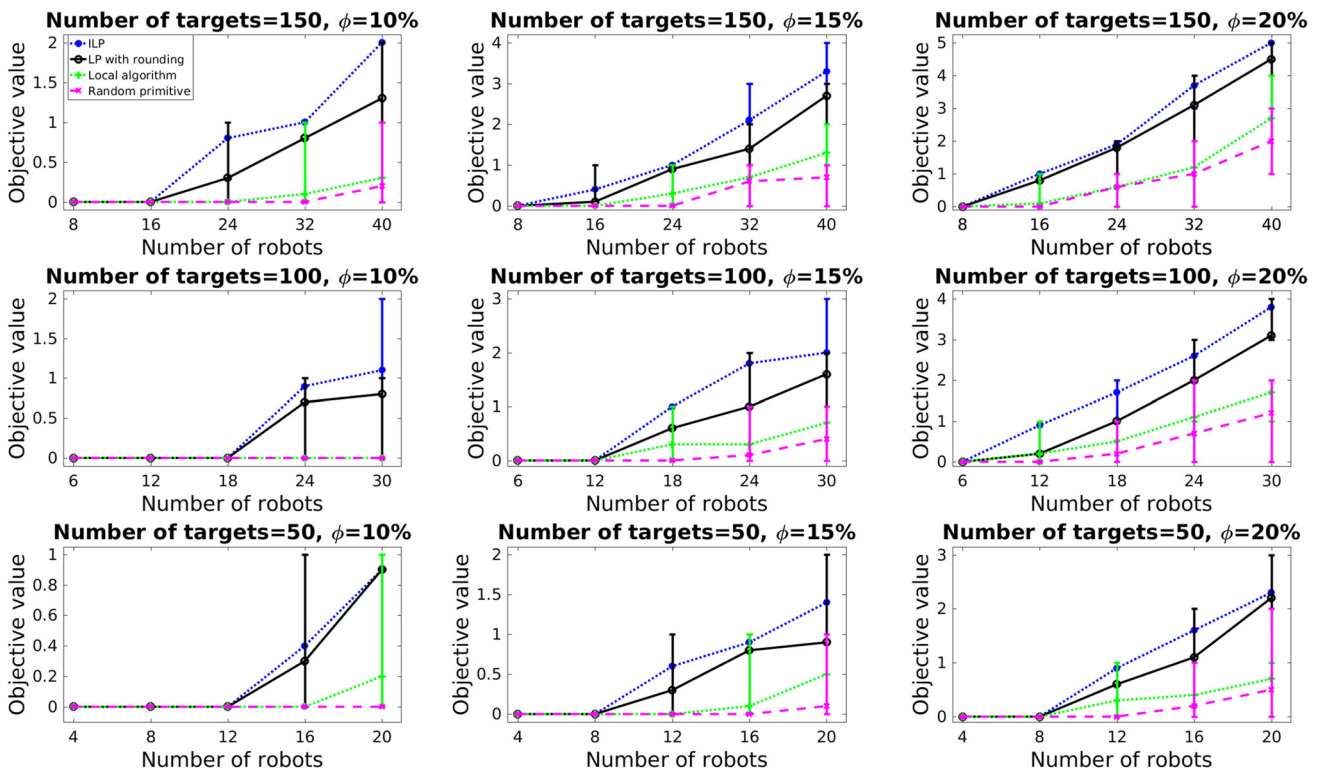 Number of targets=150, ϕ=10%
Objective value
2
1.5
1
0.5
0
ILP
LP with rounding
Local algorithm
Random primitive
8 16 24 32 40
Number of robots
Number of targets=150, ϕ=15%
Objective value
4
3
2
1
0
8 16 24 32 40
Number of robots
Number of targets=150, ϕ=20%
Objective value
5
4
3
2
1
0
8 16 24 32 40
Number of robots
Number of targets=100, ϕ=10%
Objective value
2
1.5
1
0.5
0
6 12 18 24 30
Number of robots
Number of targets=100, ϕ=15%
Objective value
3
2
1
0
6 12 18 24 30
Number of robots
Number of targets=100, ϕ=20%
Objective value
4
3
2
1
0
6 12 18 24 30
Number of robots
Number of targets=50, ϕ=10%
Objective value
1
0.8
0.6
0.4
0.2
0
4 8 12 16 20
Number of robots
Number of targets=50, ϕ=15%
Objective value
2
1.5
1
0.5
0
4 8 12 16 20
Number of robots
Number of targets=50, ϕ=20%
Objective value
3
2
1
0
4 8 12 16 20
Number of robots